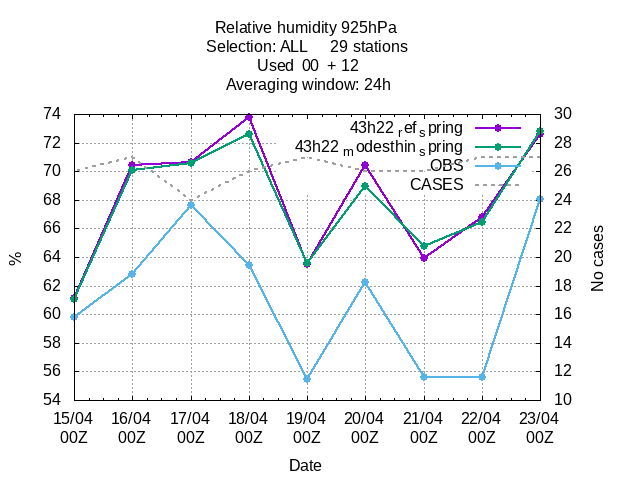 Relative humidity 925hPa
Selection: ALL     29 stations
Used  00  + 12
Averaging window: 24h
74 30
43h22 ref spring
72 28
43h22 modesthin spring
OBS
70 26
CASES
68 24
66 22
64 20
62 18
60 16
58 14
56 12
54 10
%
No cases
15/04 16/04 17/04 18/04 19/04 20/04 21/04 22/04 23/04
00Z 00Z 00Z 00Z 00Z 00Z 00Z 00Z 00Z
Date